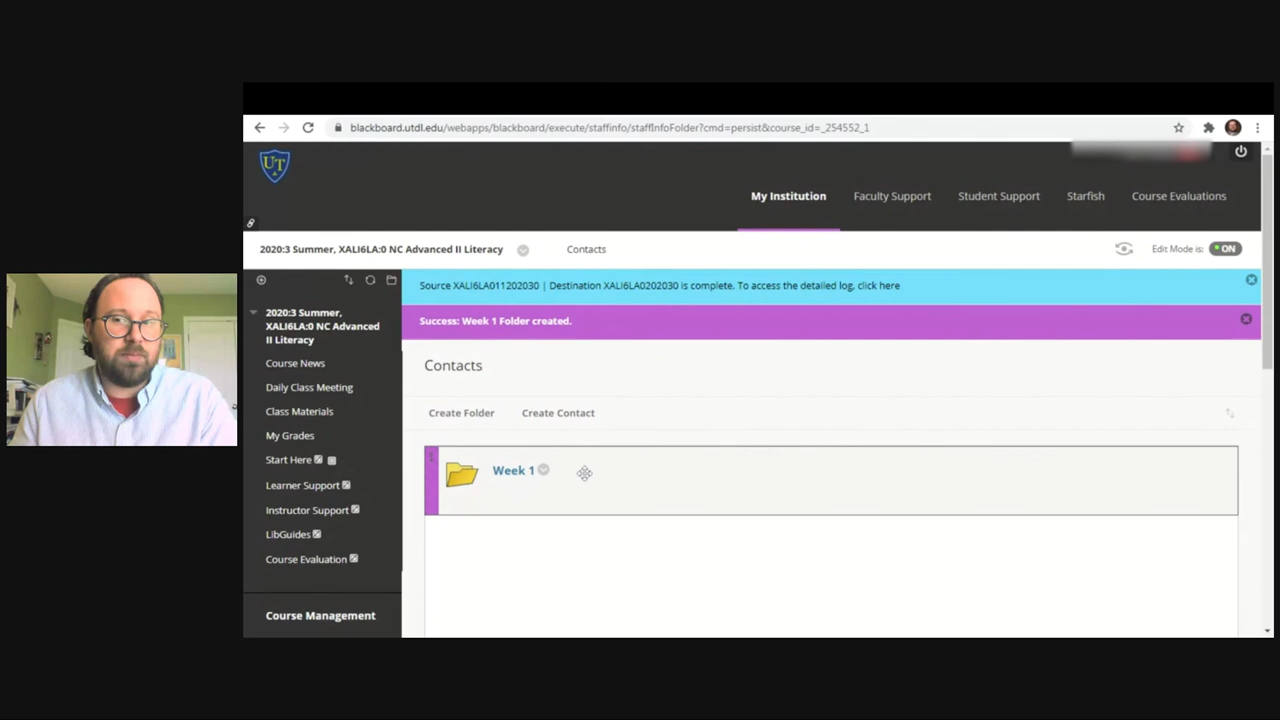 blackboard.utdl.edu/webapps/blackboard/execute/staffinfo/staffInfoFolder?cmd=persist&course_id=_254552_1
UT
My Institution
Faculty Support
Student Support
Starfish
Course Evaluations
2020:3 Summer, XALI6LA:0 NC Advanced II Literacy
Contacts
Edit Mode is:
ON
Source XALI6LA011202030 | Destination XALI6LA0202030 is complete. To access the detailed log, click here
Success: Week 1 Folder created.
2020:3 Summer,
XALI6LA:0 NC Advanced
II Literacy
Course News
Daily Class Meeting
Class Materials
My Grades
Start Here
Learner Support
Instructor Support
LibGuides
Course Evaluation
Course Management
Contacts
Create Folder
Create Contact
Week 1